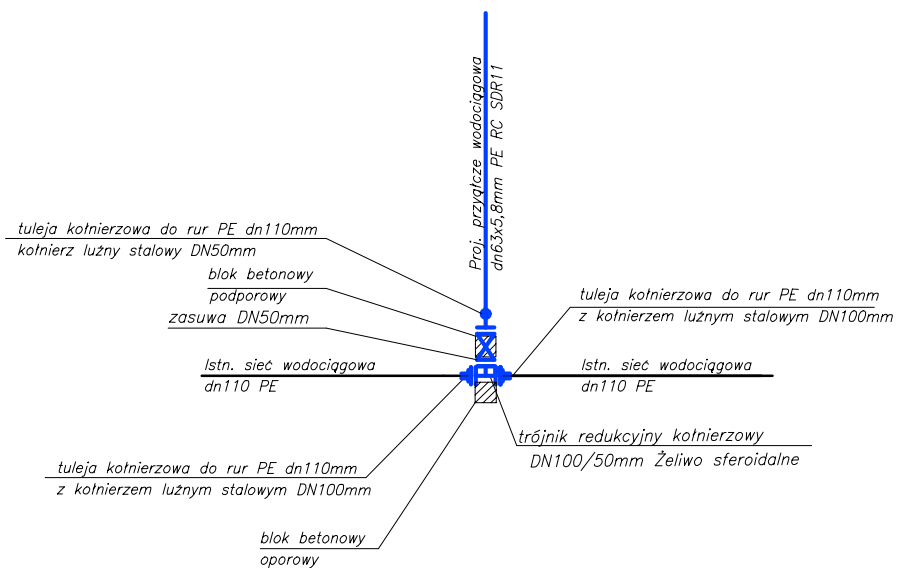 Proj. przyątcze wodociągowa
dn63x5,8mm PE RC SDR11
tuleja kołnierzowa do rur PE dn110mm
kołnierz luźny stalowy DN50mm
blok betonowy
podporowy
zasuwa DN50mm
tuleja kołnierzowa do rur PE dn110mm
z kołnierzem luźnym stalowym DN100mm
Istn. sieć wodociągowa
dn110 PE
Istn. sieć wodociągowa
dn110 PE
trójnik redukcyjny kołnierzowy
DN100/50mm Żeliwo sferoidalne
tuleja kołnierzowa do rur PE dn110mm
z kołnierzem luźnym stalowym DN100mm
blok betonowy
oporowy